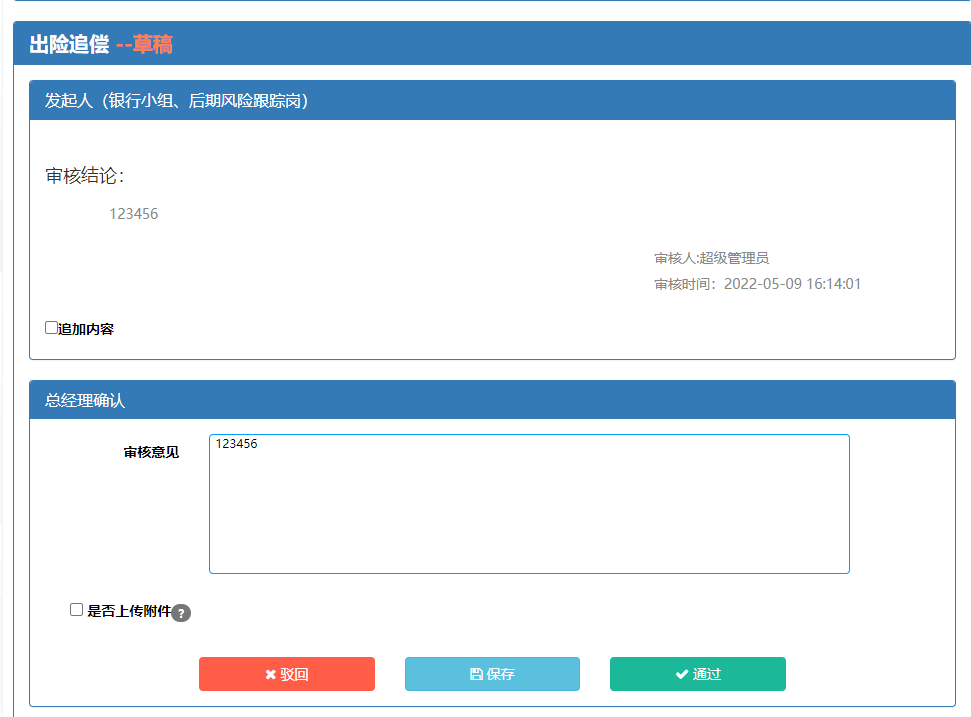 出险追偿 --草稿
发起人（银行小组、后期风险跟踪岗）
审核结论：
123456
审核人:超级管理员
审核时间：2022-05-09 16:14:01
追加内容
总经理确认
审核意见
123456
是否上传附件?
驳回
保存
通过